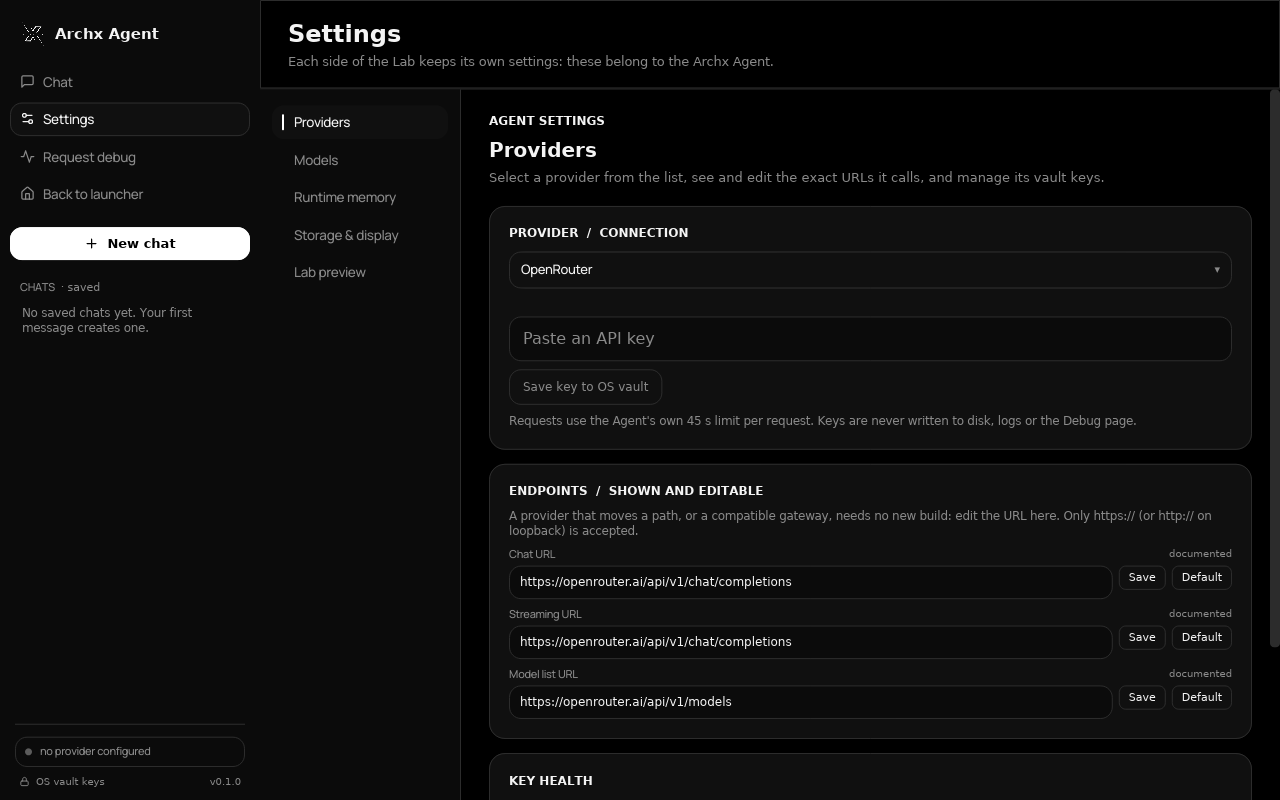 Archx Agent
Chat
Settings
Request debug
Back to launcher
+ New chat
CHATS · saved
No saved chats yet. Your first
message creates one.
no provider configured
OS vault keys
v0.1.0
Settings
Each side of the Lab keeps its own settings: these belong to the Archx Agent.
Providers
Models
Runtime memory
Storage & display
Lab preview
AGENT SETTINGS
Providers
Select a provider from the list, see and edit the exact URLs it calls, and manage its vault keys.
PROVIDER / CONNECTION
OpenRouter
Paste an API key
Save key to OS vault
Requests use the Agent's own 45 s limit per request. Keys are never written to disk, logs or the Debug page.
ENDPOINTS / SHOWN AND EDITABLE
A provider that moves a path, or a compatible gateway, needs no new build: edit the URL here. Only https:// (or http:// on
loopback) is accepted.
Chat URL
documented
https://openrouter.ai/api/v1/chat/completions
Save
Default
Streaming URL
documented
https://openrouter.ai/api/v1/chat/completions
Save
Default
Model list URL
documented
https://openrouter.ai/api/v1/models
Save
Default
KEY HEALTH